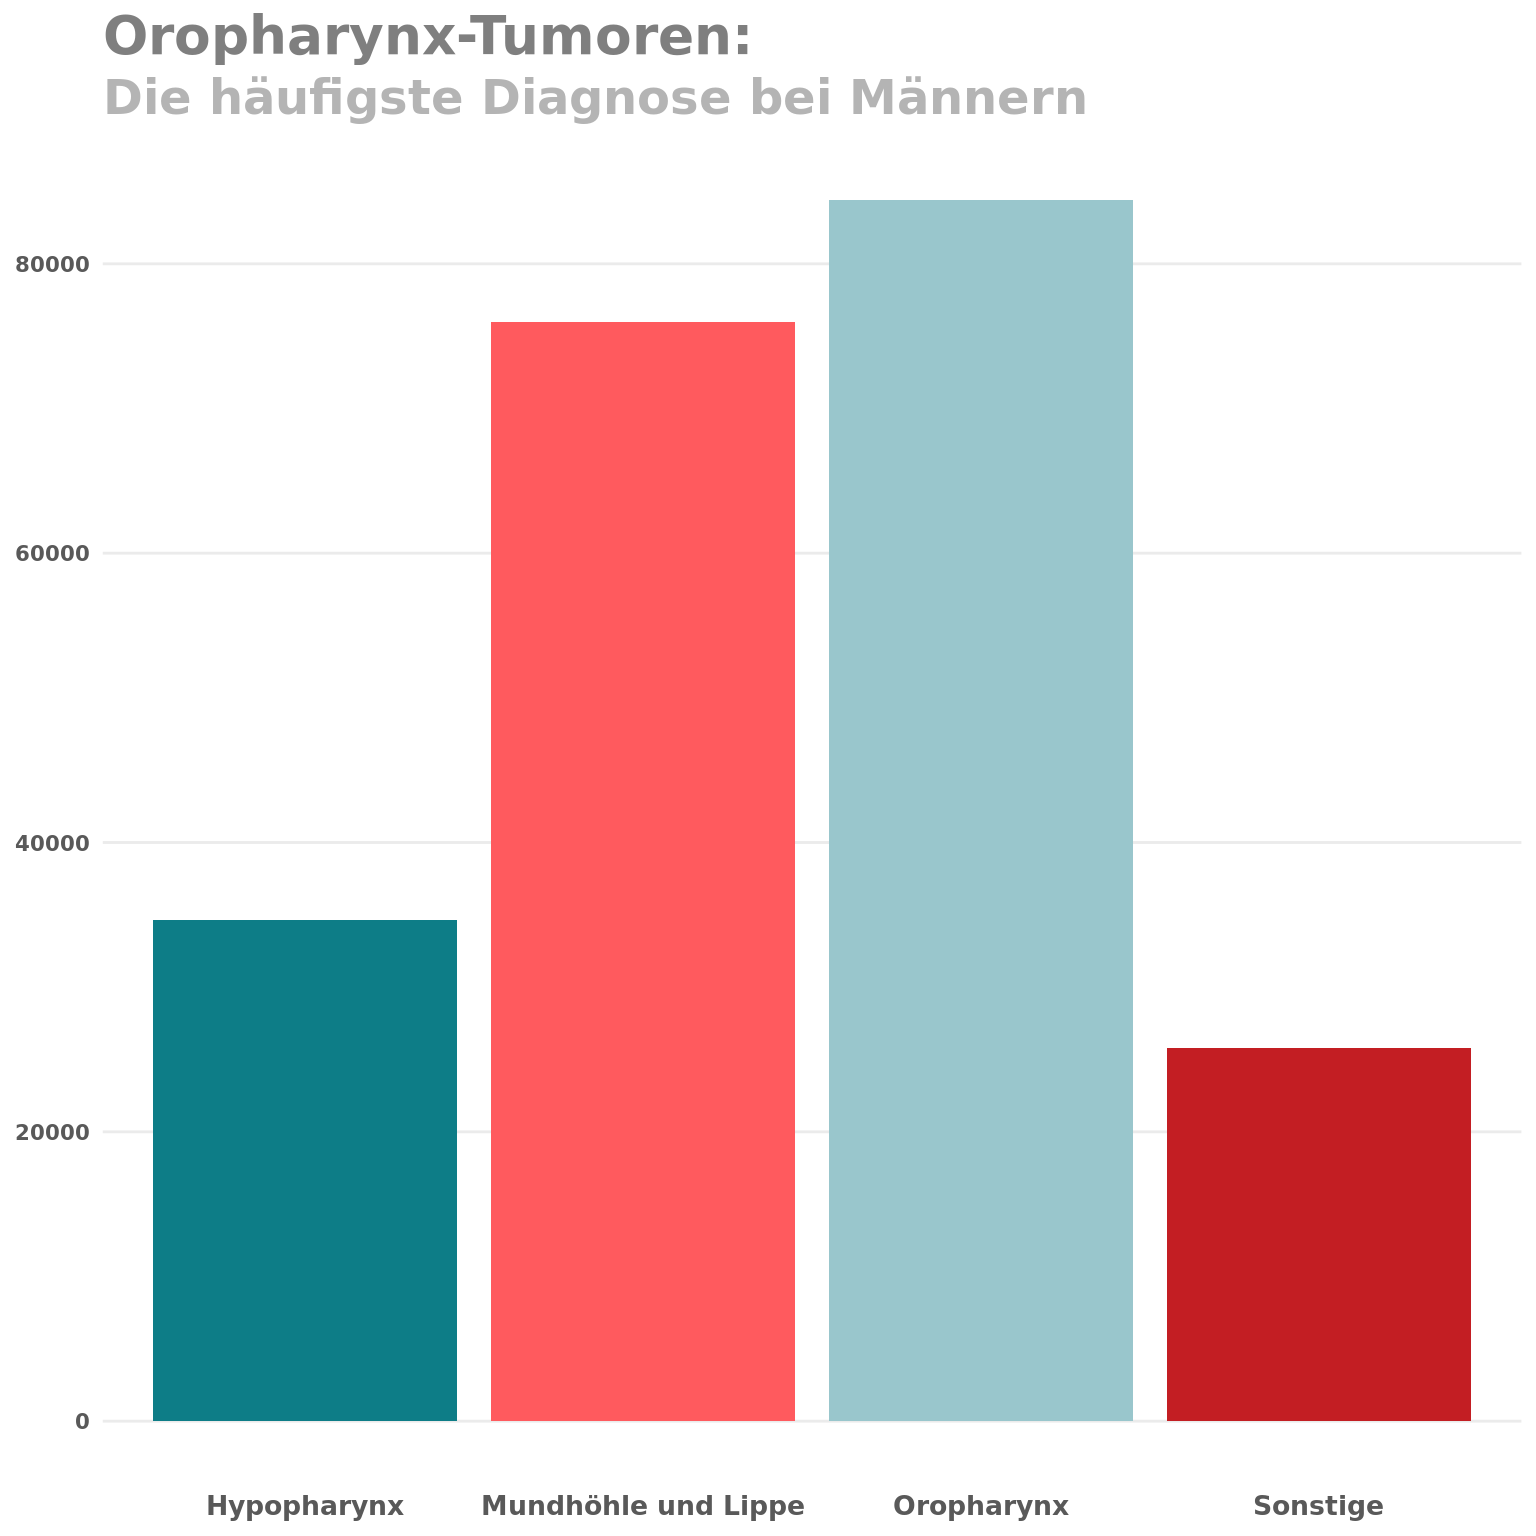 Oropharynx-Tumoren:
Die häufigste Diagnose bei Männern
80000
60000
40000
20000
0
Hypopharynx
Mundhöhle und Lippe
Oropharynx
Sonstige